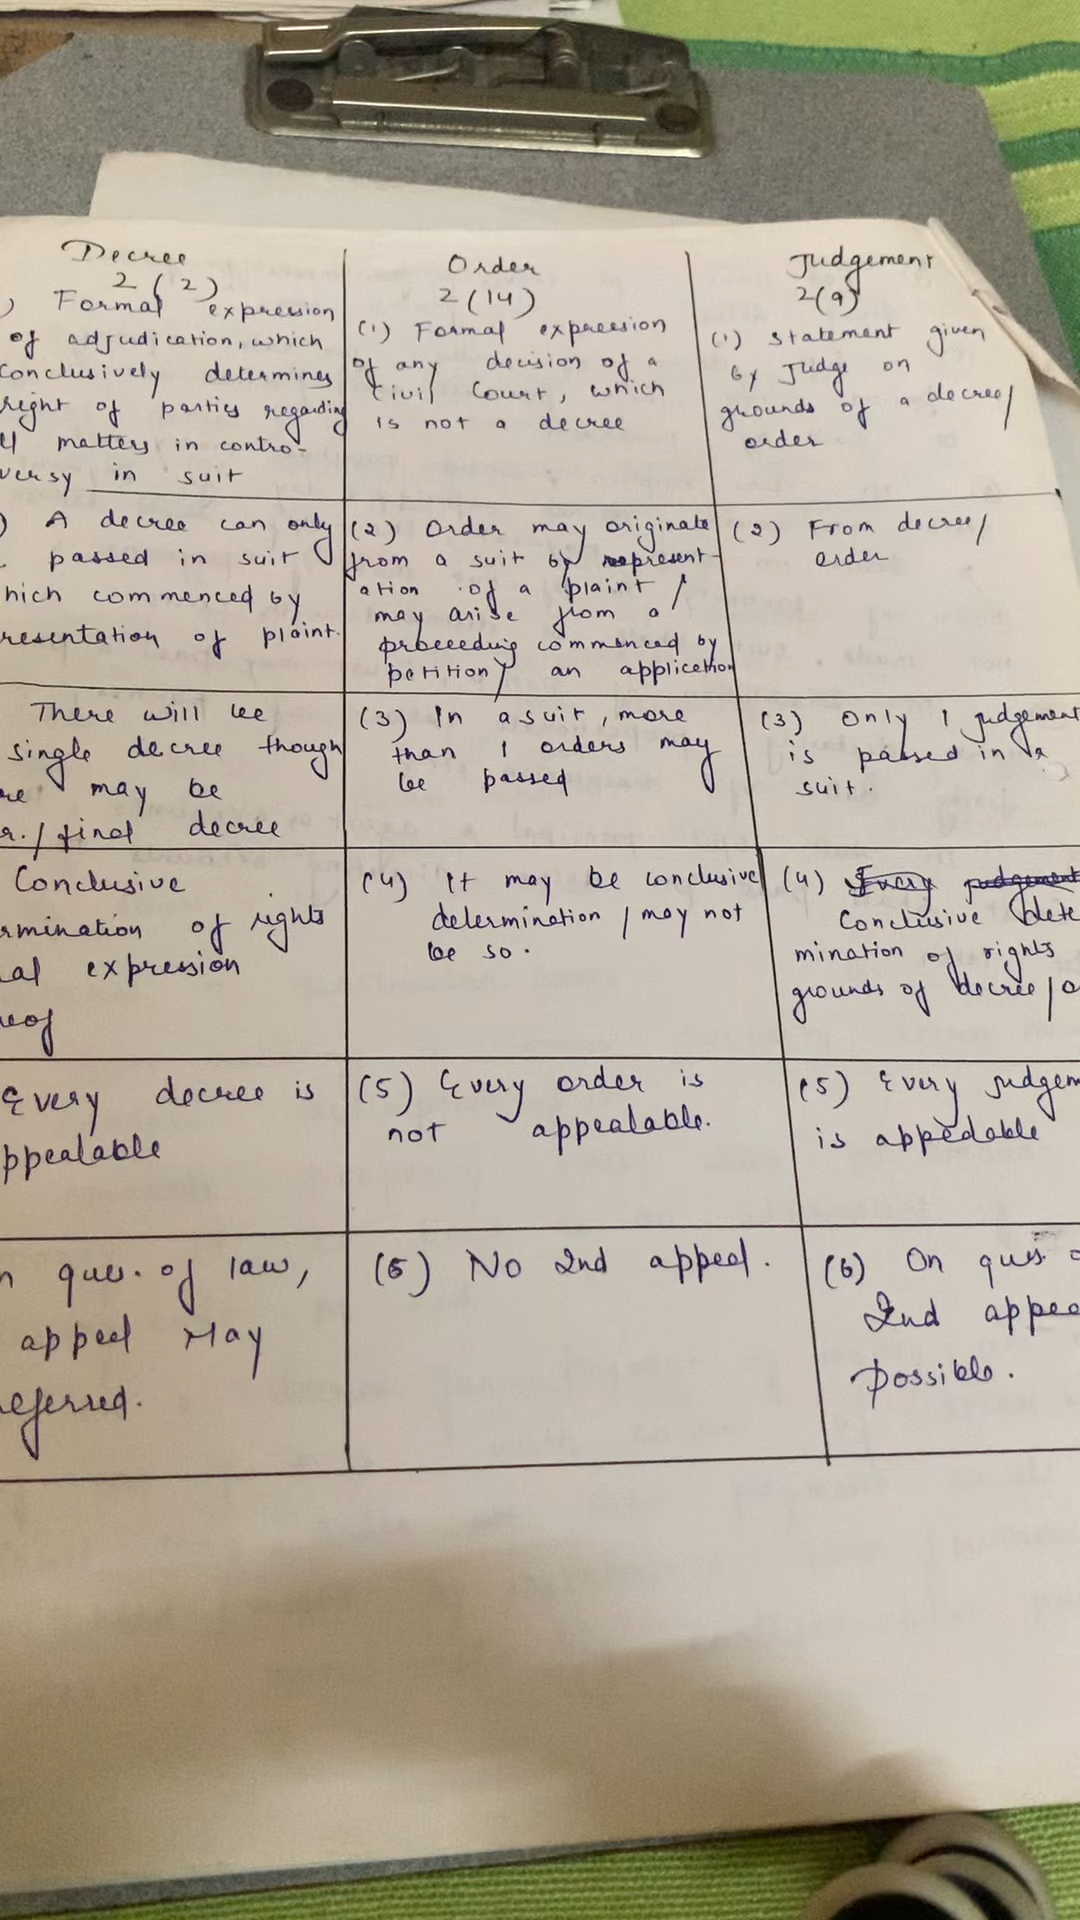 Decree
2 (2)
) Formal expression
of adjudication, which
conclusively determines
right of parties regarding
matters in contro-
versy in suit
Order
2 (14)
(1) Formal expression
of any decision of a
Civil Court, which
is not a decree
Judgement
2(9)
(1) statement given
by Judge on
grounds of a decree/
order
) A decree can only
passed in suit
hich commenced by
resentation of plaint.
(2) Order may originate
from a suit by represent-
ation of a plaint /
may arise from a
proceeding commenced by
petition / an application
(2) From decree/
order
There will be
single decree though
re may be
r./ final decree
(3) In a suit, more
than 1 orders may
be passed
(3) Only 1 judgement
is passed in a
suit.
Conclusive
rmination of rights
al expression
reof
(4) It may be conclusive
determination / may not
be so.
(4) Every judgement
Conclusive dete
mination of rights
grounds of decree / o
Every decree is
ppealable
(5) Every order is
not appealable.
(5) Every judgem
is appealable
n ques. of law,
appeal May
referred.
(6) No 2nd appeal.
(6) On ques. o
2nd appea
possible.